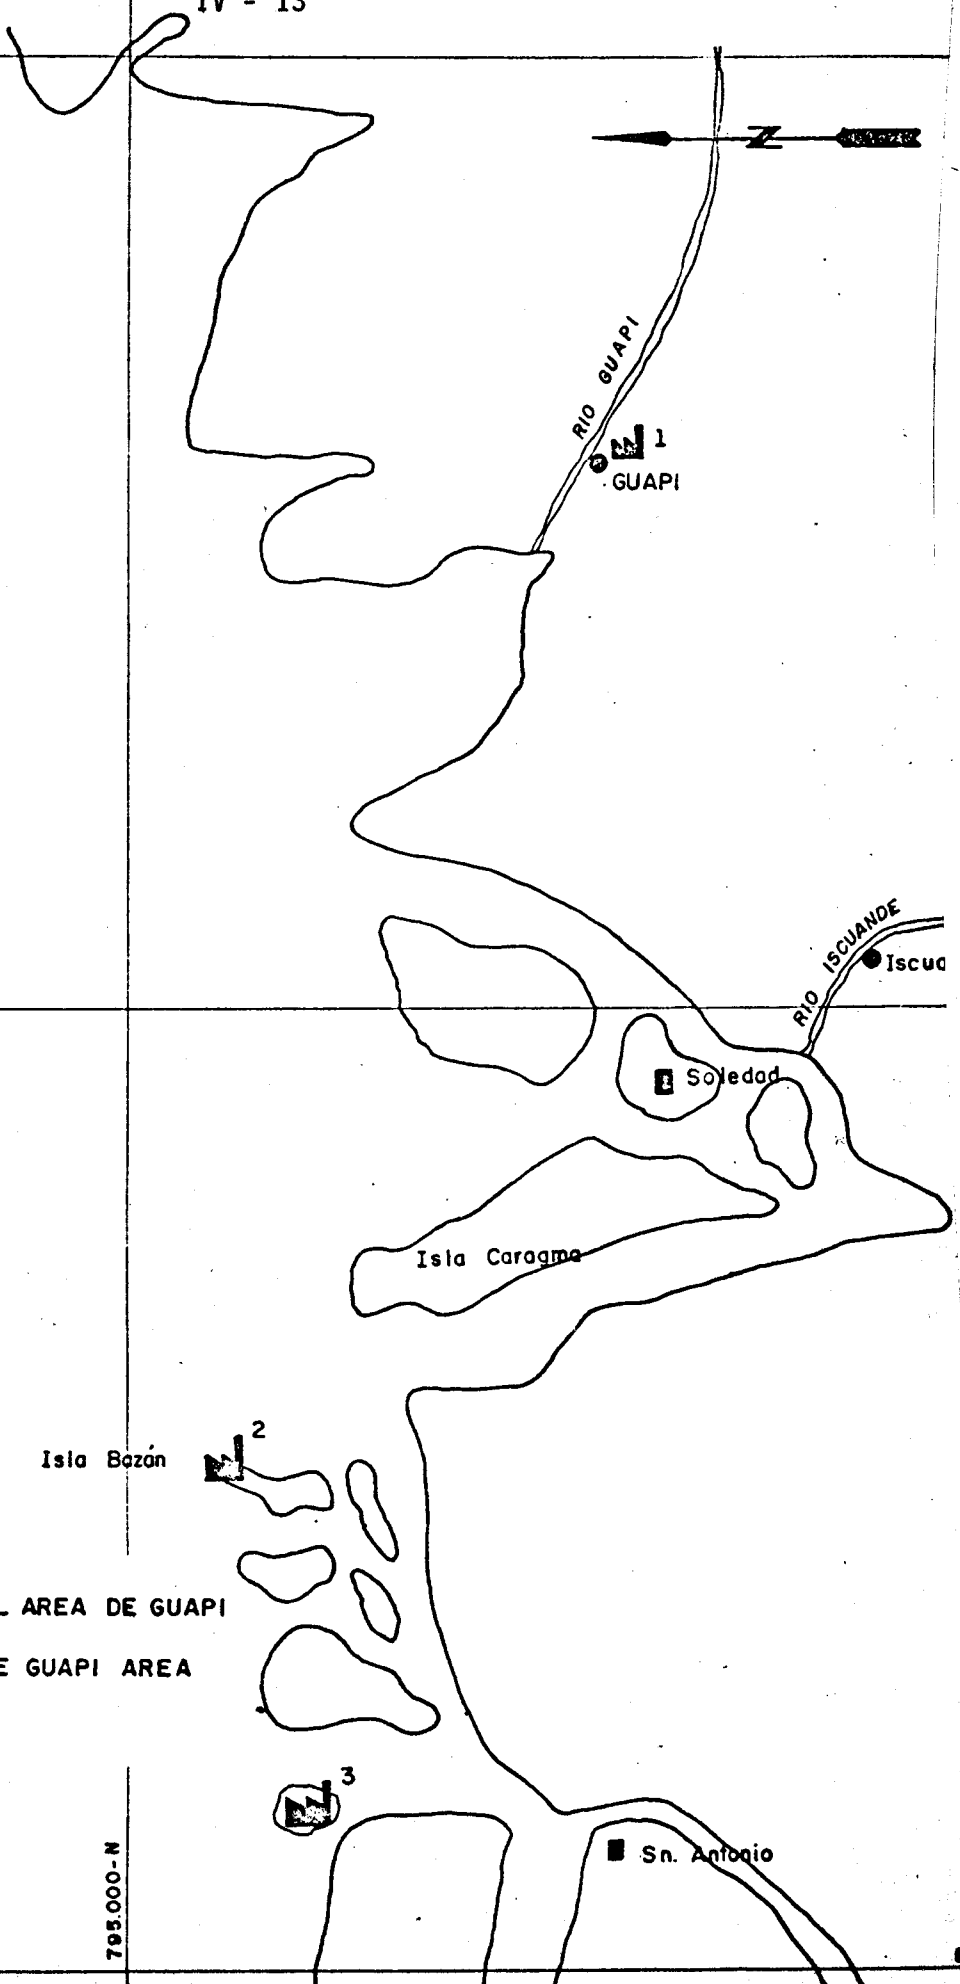 IV - 13
N
RIO GUAPI
1
GUAPI
RIO ISCUANDE
Iscua
Soledad
Isla Caragma
2
Isla Bazán
L AREA DE GUAPI
E GUAPI AREA
3
Sn. Antonio
795.000-N